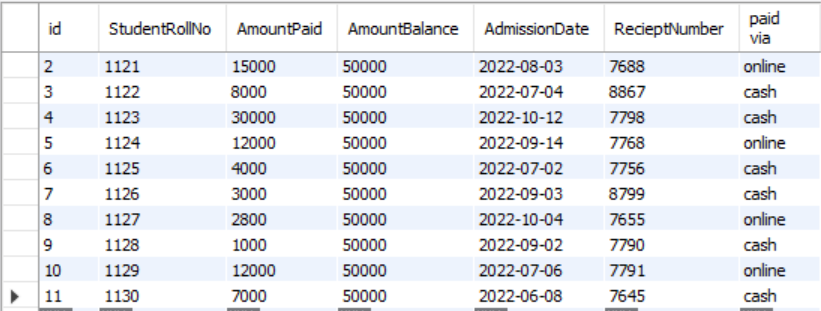 id StudentRollNo AmountPaid AmountBalance AdmissionDate RecieptNumber paid via
2 1121 15000 50000 2022-08-03 7688 online
3 1122 8000 50000 2022-07-04 8867 cash
4 1123 30000 50000 2022-10-12 7798 cash
5 1124 12000 50000 2022-09-14 7768 online
6 1125 4000 50000 2022-07-02 7756 cash
7 1126 3000 50000 2022-09-03 8799 cash
8 1127 2800 50000 2022-10-04 7655 online
9 1128 1000 50000 2022-09-02 7790 cash
10 1129 12000 50000 2022-07-06 7791 online
11 1130 7000 50000 2022-06-08 7645 cash